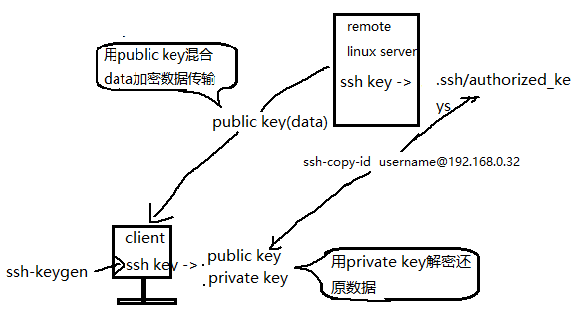 remote
linux server
ssh key ->
.ssh/authorized_ke
ys
用public key混合
data加密数据传输
public key(data)
ssh-copy-id username@192.168.0.32
client
ssh-keygen
ssh key ->
public key
private key
用private key解密还
原数据